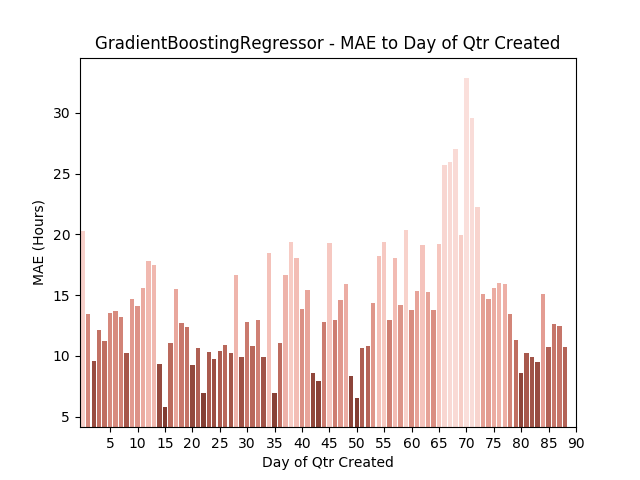 GradientBoostingRegressor - MAE to Day of Qtr Created
30
25
20
15
10
5
MAE (Hours)
5 10 15 20 25 30 35 40 45 50 55 60 65 70 75 80 85 90
Day of Qtr Created